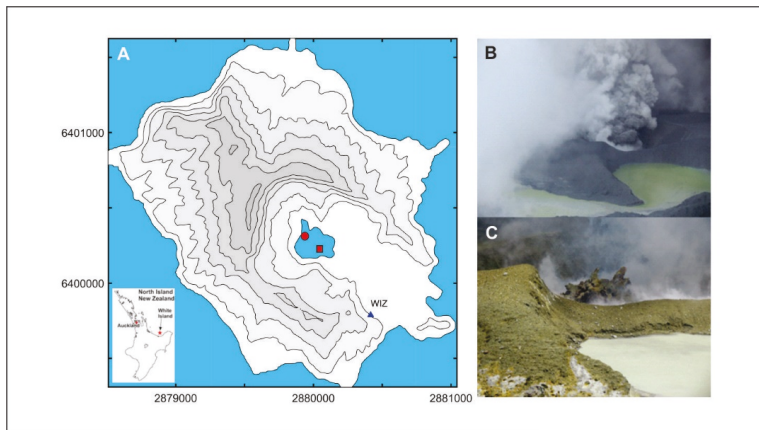 A
6401000
6400000
WIZ
North Island
New Zealand
White
Island
Auckland
2879000
2880000
2881000
B
C